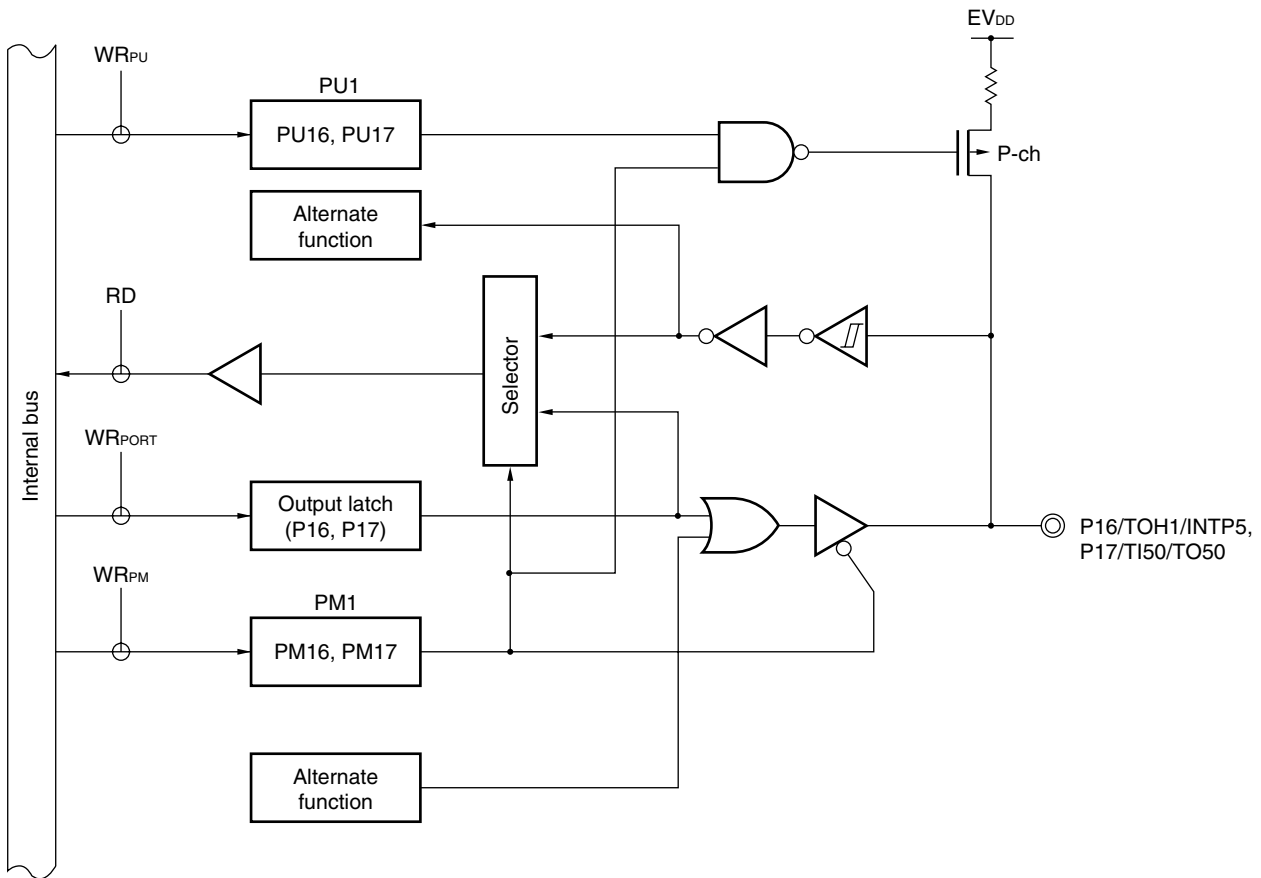 EVDD
WRPU
PU1
PU16, PU17
P-ch
Alternate
function
RD
Selector
Internal bus
WRPORT
Output latch
(P16, P17)
P16/TOH1/INTP5,
P17/TI50/TO50
WRPM
PM1
PM16, PM17
Alternate
function